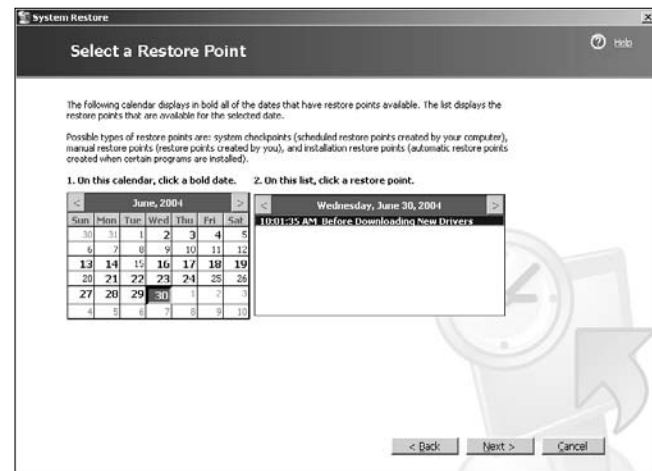 System Restore
Select a Restore Point
Help
The following calendar displays in bold all of the dates that have restore points available. The list displays the
restore points that are available for the selected date.
Possible types of restore points are: system checkpoints (scheduled restore points created by your computer),
manual restore points (restore points created by you), and installation restore points (automatic restore points
created when certain programs are installed).
1. On this calendar, click a bold date. 2. On this list, click a restore point.
< June, 2004 > < Wednesday, June 30, 2004 >
Sun Mon Tue Wed Thu Fri Sat 10:01:35 AM Before Downloading New Drivers
30 31 1 2 3 4 5
6 7 8 9 10 11 12
13 14 15 16 17 18 19
20 21 22 23 24 25 26
27 28 29 30 1 2 3
4 5 6 7 8 9 10
< Back Next > Cancel